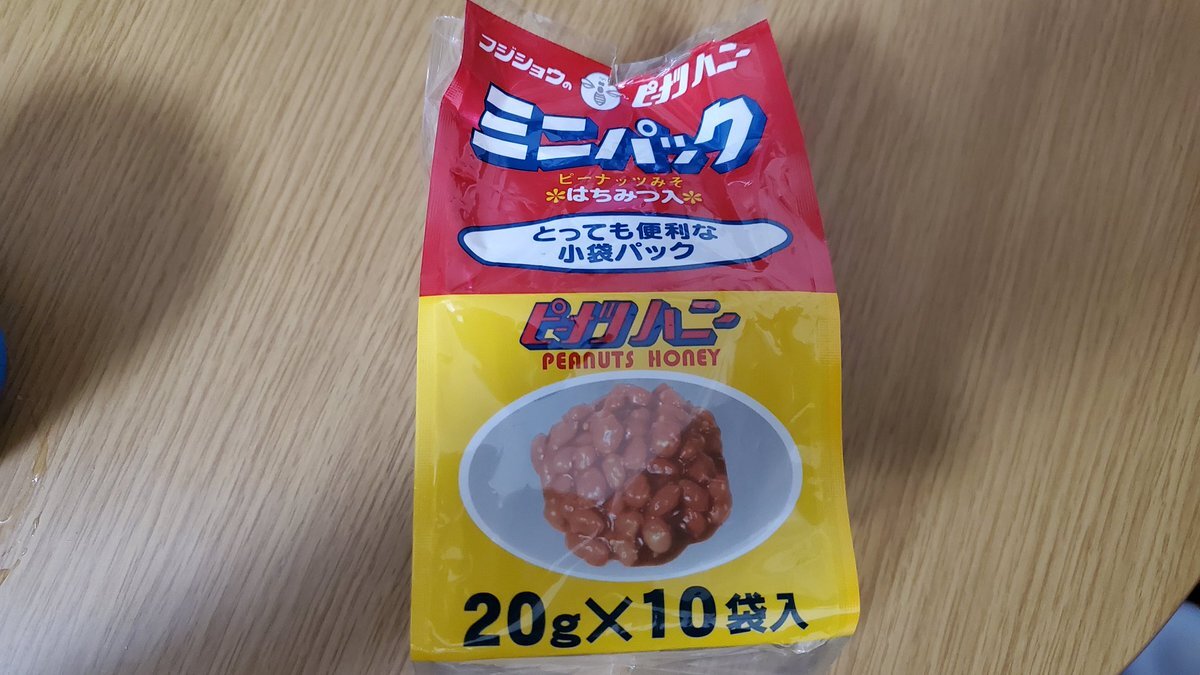 フジショウの ピーナツハニー
ミニパック
ピーナッツみそ
はちみつ入
とっても便利な
小袋パック
ピーナツハニー
PEANUTS HONEY
20g×10袋入